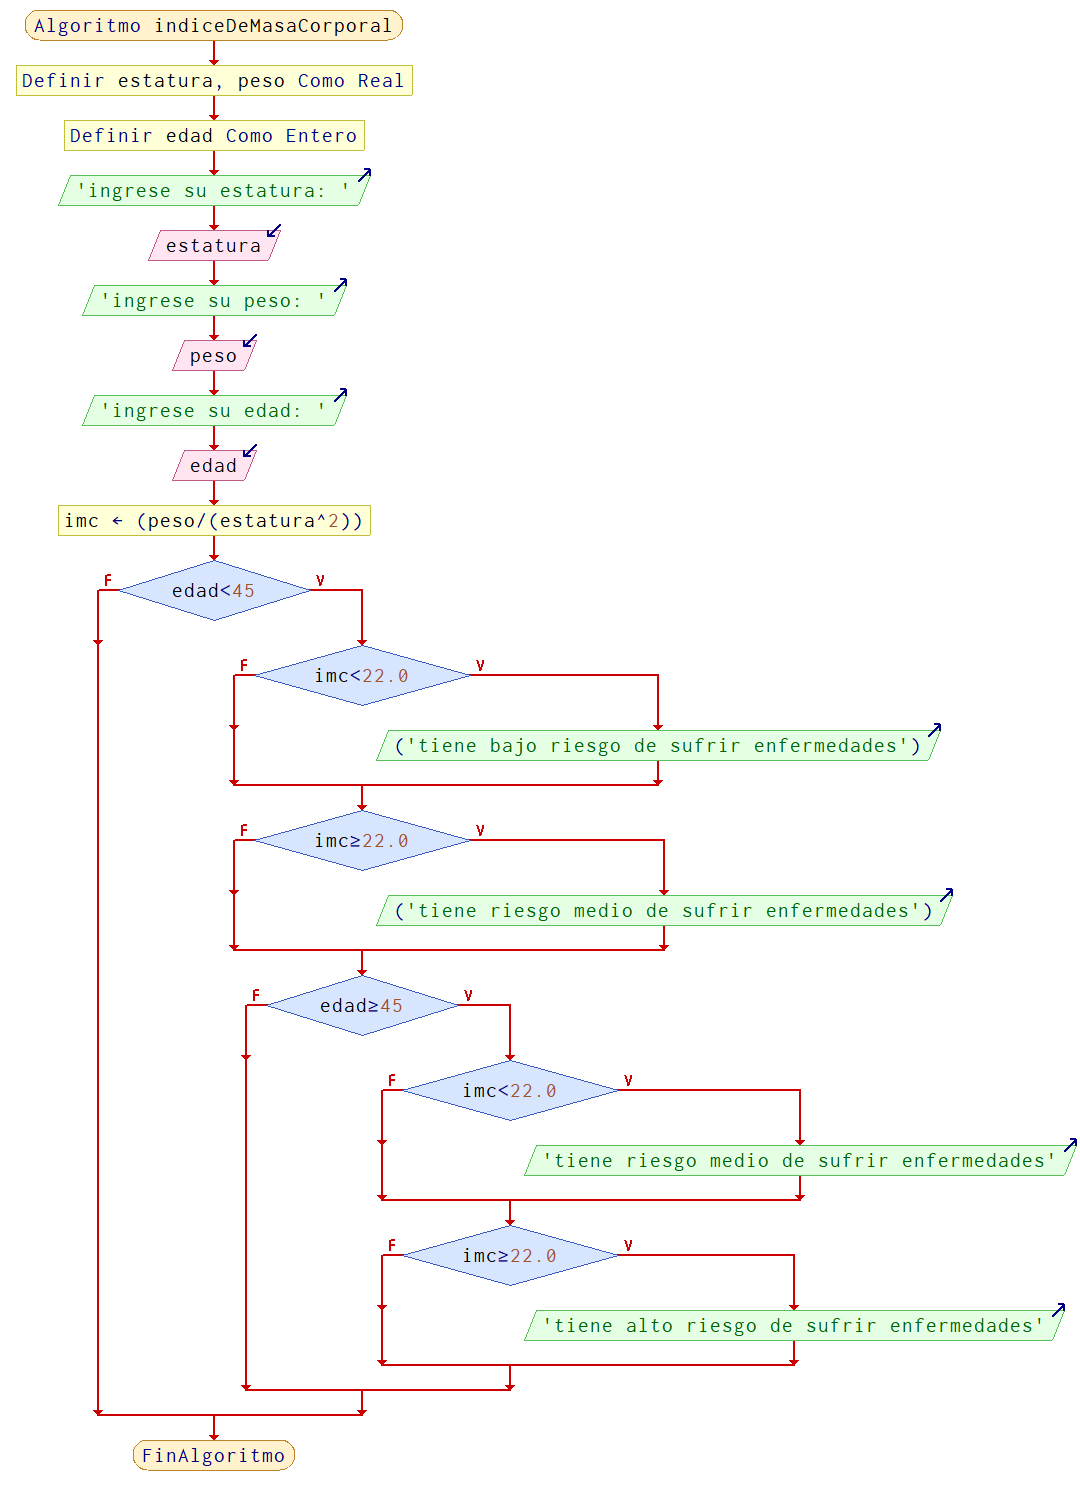 Algoritmo indiceDeMasaCorporal
Definir estatura, peso Como Real
Definir edad Como Entero
'ingrese su estatura: '
estatura
'ingrese su peso: '
peso
'ingrese su edad: '
edad
imc ← (peso/(estatura^2))
F
V
edad<45
F
V
imc<22.0
('tiene bajo riesgo de sufrir enfermedades')
F
V
imc≥22.0
('tiene riesgo medio de sufrir enfermedades')
F
V
edad≥45
F
V
imc<22.0
'tiene riesgo medio de sufrir enfermedades'
F
V
imc≥22.0
'tiene alto riesgo de sufrir enfermedades'
FinAlgoritmo